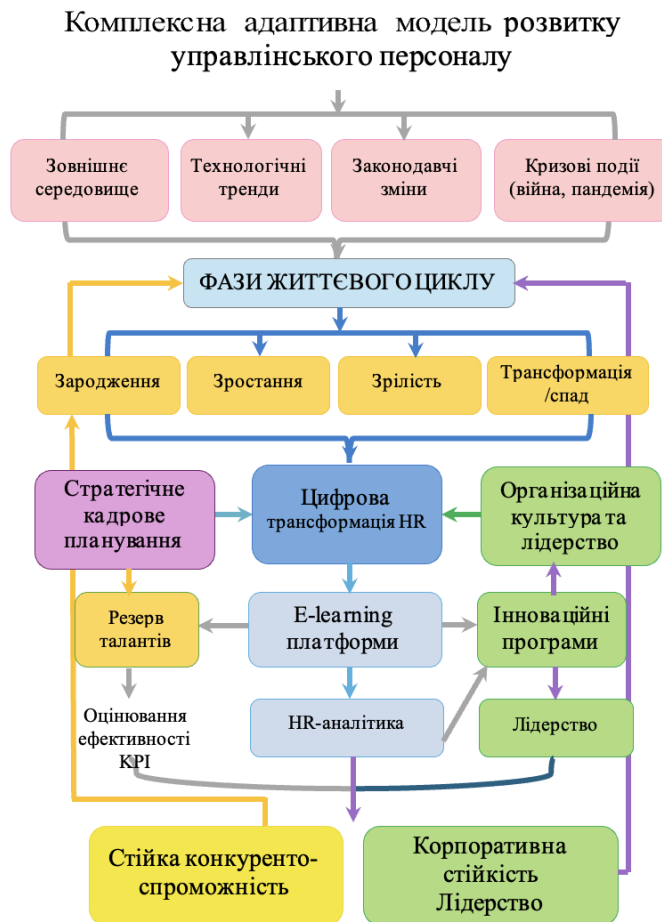 Комплексна адаптивна модель розвитку
управлінського персоналу
Зовнішнє
середовище
Технологічні
тренди
Законодавчі
зміни
Кризові події
(війна, пандемія)
ФАЗИ ЖИТТЄВОГО ЦИКЛУ
Зародження
Зростання
Зрілість
Трансформація
/спад
Стратегічне
кадрове
планування
Цифрова
трансформація HR
Організаційна
культура та
лідерство
Резерв
талантів
E-learning
платформи
Інноваційні
програми
Оцінювання
ефективності
KPI
HR-аналітика
Лідерство
Стійка конкуренто-
спроможність
Корпоративна
стійкість
Лідерство